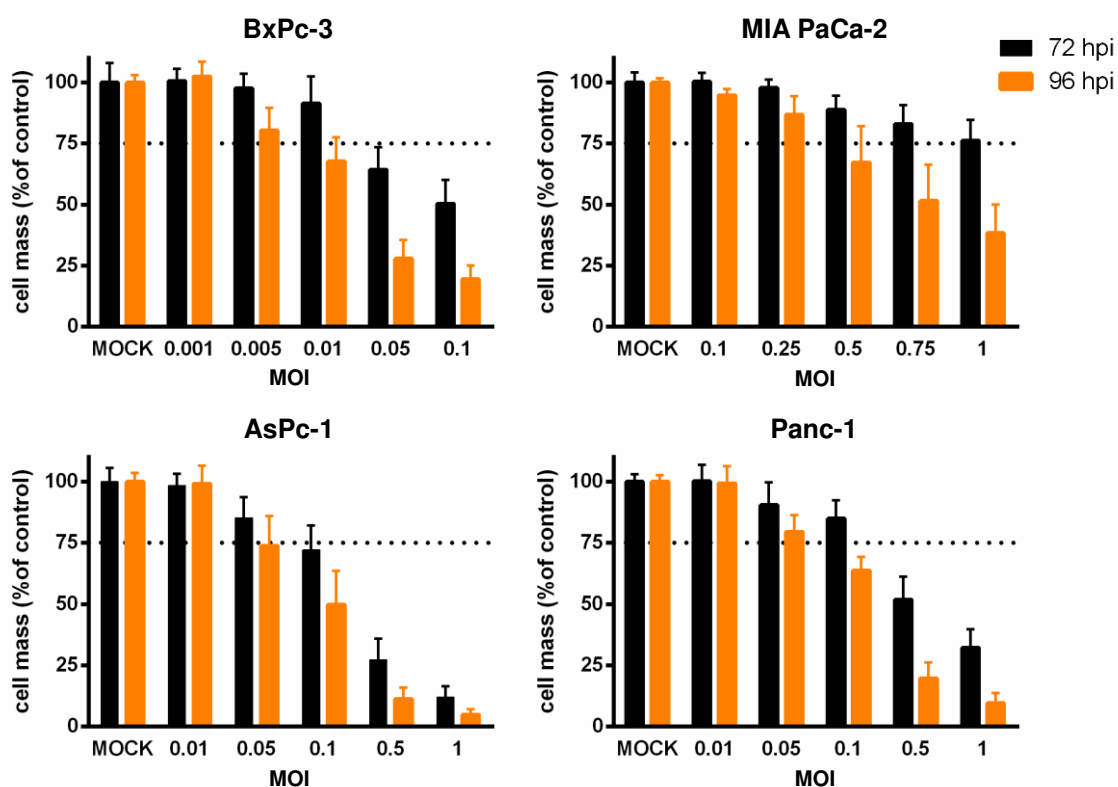 BxPc-3
cell mass (%of control)
100
75
50
25
0
MOCK 0.001 0.005 0.01 0.05 0.1
MOI
MIA PaCa-2
cell mass (%of control)
100
75
50
25
0
MOCK 0.1 0.25 0.5 0.75 1
MOI
72 hpi
96 hpi
AsPc-1
cell mass (%of control)
100
75
50
25
0
MOCK 0.01 0.05 0.1 0.5 1
MOI
Panc-1
cell mass (%of control)
100
75
50
25
0
MOCK 0.01 0.05 0.1 0.5 1
MOI